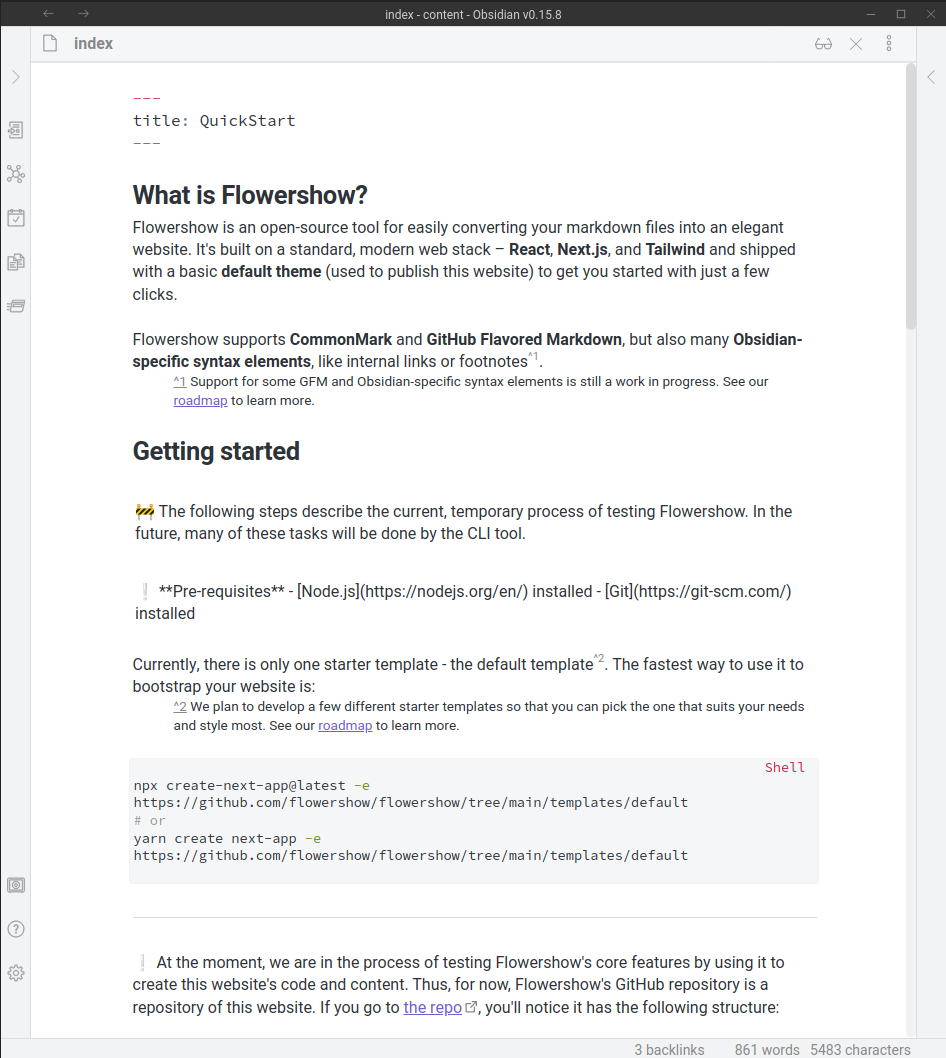 index - content - Obsidian v0.15.8
index
---
title: QuickStart
---
What is Flowershow?
Flowershow is an open-source tool for easily converting your markdown files into an elegant
website. It's built on a standard, modern web stack – React, Next.js, and Tailwind and shipped
with a basic default theme (used to publish this website) to get you started with just a few
clicks.
Flowershow supports CommonMark and GitHub Flavored Markdown, but also many Obsidian-
specific syntax elements, like internal links or footnotes^1.
^1 Support for some GFM and Obsidian-specific syntax elements is still a work in progress. See our
roadmap to learn more.
Getting started
🚧 The following steps describe the current, temporary process of testing Flowershow. In the
future, many of these tasks will be done by the CLI tool.
❕ **Pre-requisites** - [Node.js](https://nodejs.org/en/) installed - [Git](https://git-scm.com/)
installed
Currently, there is only one starter template - the default template^2. The fastest way to use it to
bootstrap your website is:
^2 We plan to develop a few different starter templates so that you can pick the one that suits your needs
and style most. See our roadmap to learn more.
Shell
npx create-next-app@latest -e
https://github.com/flowershow/flowershow/tree/main/templates/default
# or
yarn create next-app -e
https://github.com/flowershow/flowershow/tree/main/templates/default
❕ At the moment, we are in the process of testing Flowershow's core features by using it to
create this website's code and content. Thus, for now, Flowershow's GitHub repository is a
repository of this website. If you go to the repo, you'll notice it has the following structure:
3 backlinks 861 words 5483 characters